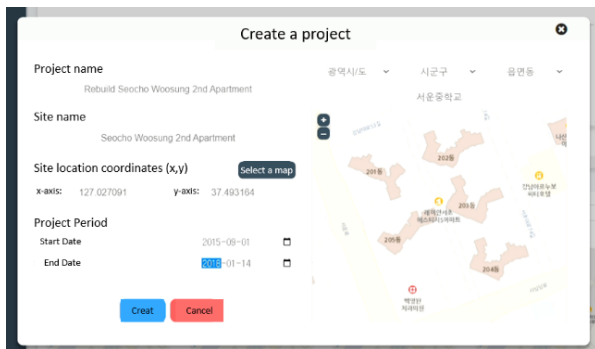 Create a project
Project name
Rebuild Seocho Woosung 2nd Apartment
Site name
Seocho Woosung 2nd Apartment
Site location coordinates (x,y)
Select a map
x-axis: 127.027091 y-axis: 37.493164
Project Period
Start Date 2015-09-01
End Date 2018-01-14
Creat Cancel
광역시/도 시군구 읍면동
서운중학교
202동
201동
203동
205동
204동